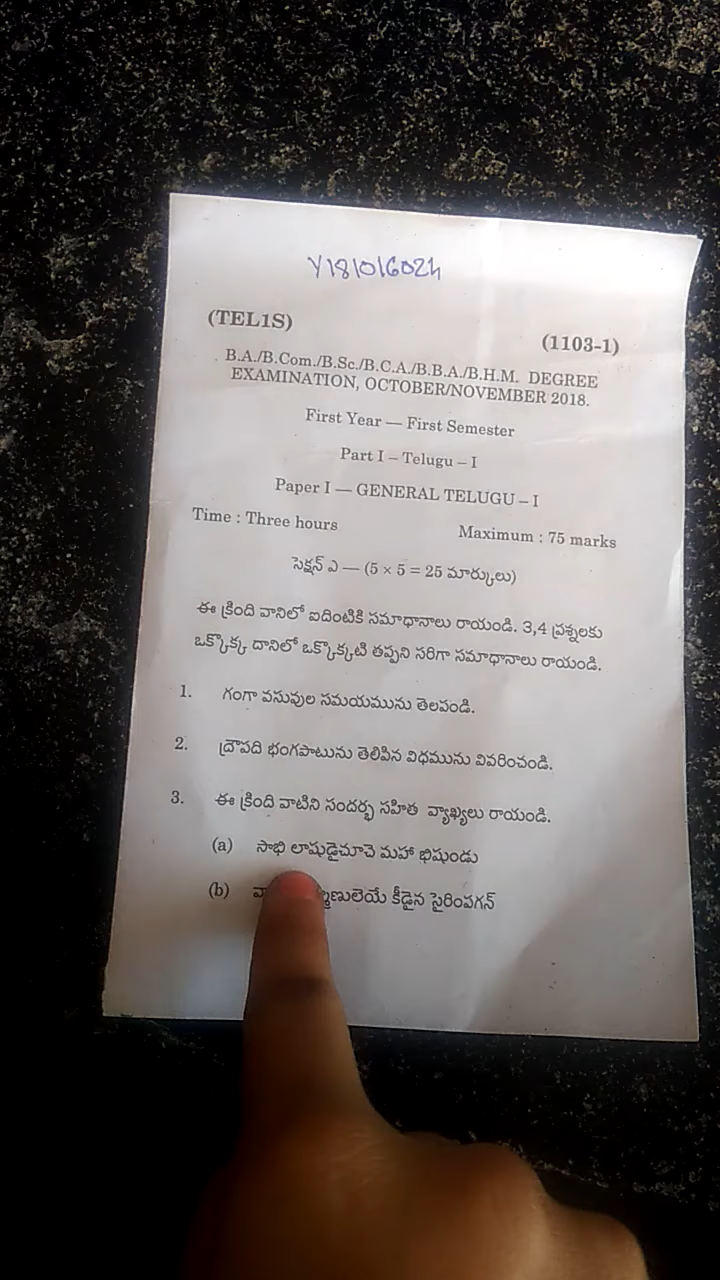 Y181016024
(TEL1S)
(1103-1)
B.A./B.Com./B.Sc./B.C.A./B.B.A./B.H.M. DEGREE
EXAMINATION, OCTOBER/NOVEMBER 2018.
First Year — First Semester
Part I – Telugu – I
Paper I — GENERAL TELUGU – I
Time : Three hours Maximum : 75 marks
సెక్షన్ ఎ — (5 × 5 = 25 మార్కులు)
ఈ క్రింది వానిలో ఐదింటికి సమాధానాలు రాయండి. 3,4 ప్రశ్నలకు
ఒక్కొక్క దానిలో ఒక్కొక్కటి తప్పని సరిగా సమాధానాలు రాయండి.
1. గంగా వసువుల సమయమును తెలపండి.
2. ద్రౌపది భంగపాటును తెలిపిన విధమును వివరించండి.
3. ఈ క్రింది వాటిని సందర్భ సహిత వ్యాఖ్యలు రాయండి.
(a) సాభి లాషుడైచూచె మహా భిషుండు
(b) కీడైన సైరింపగన్